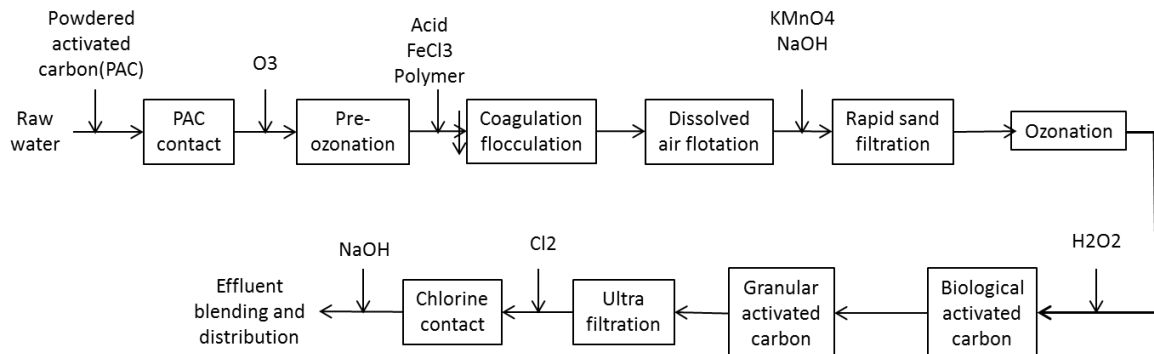 Powdered
activated
carbon(PAC)
Raw
water
PAC
contact
O3
Pre-
ozonation
Acid
FeCl3
Polymer
Coagulation
flocculation
Dissolved
air flotation
KMnO4
NaOH
Rapid sand
filtration
Ozonation
H2O2
Biological
activated
carbon
Granular
activated
carbon
Ultra
filtration
Cl2
Chlorine
contact
NaOH
Effluent
blending and
distribution